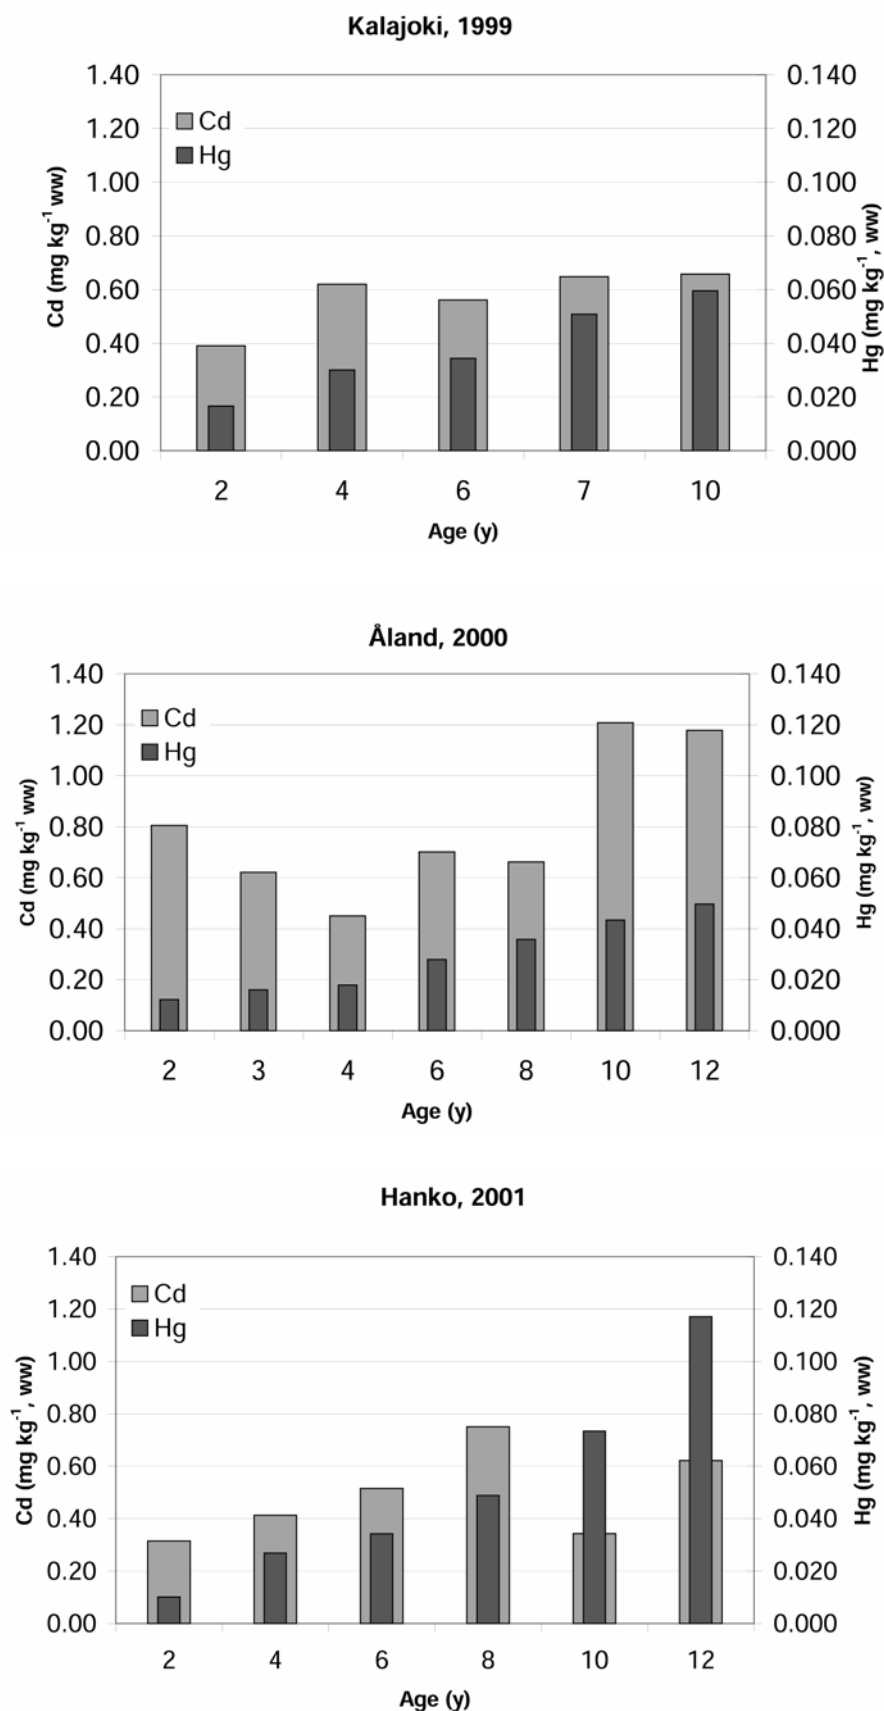 Kalajoki, 1999
1.40 0.140
1.20 0.120
1.00 0.100
0.80 0.080
0.60 0.060
0.40 0.040
0.20 0.020
0.00 0.000
Cd
Hg
Cd (mg kg⁻¹ ww)
Hg (mg kg⁻¹, ww)
2 4 6 7 10
Age (y)
Åland, 2000
1.40 0.140
1.20 0.120
1.00 0.100
0.80 0.080
0.60 0.060
0.40 0.040
0.20 0.020
0.00 0.000
Cd
Hg
Cd (mg kg⁻¹ ww)
Hg (mg kg⁻¹, ww)
2 3 4 6 8 10 12
Age (y)
Hanko, 2001
1.40 0.140
1.20 0.120
1.00 0.100
0.80 0.080
0.60 0.060
0.40 0.040
0.20 0.020
0.00 0.000
Cd
Hg
Cd (mg kg⁻¹, ww)
Hg (mg kg⁻¹, ww)
2 4 6 8 10 12
Age (y)